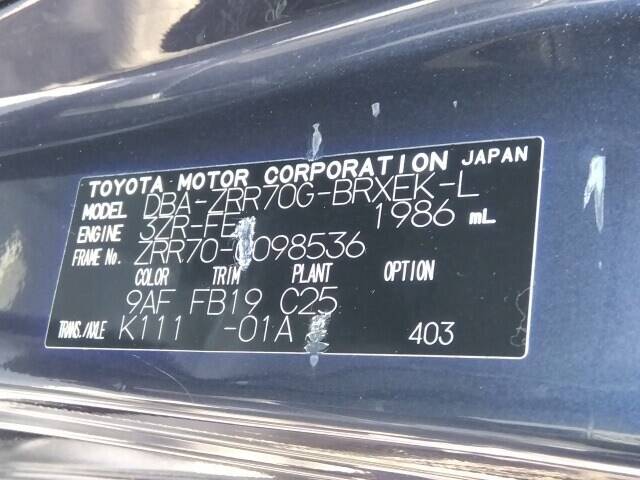 TOYOTA MOTOR CORPORATION JAPAN
MODEL DBA-ZRR70G-BRXEK-L
ENGINE 3ZR-FE 1986 mL
FRAME No. ZRR70-0098536
COLOR TRIM PLANT OPTION
9AF FB19 C25
TRANS./AXLE K111 -01A 403